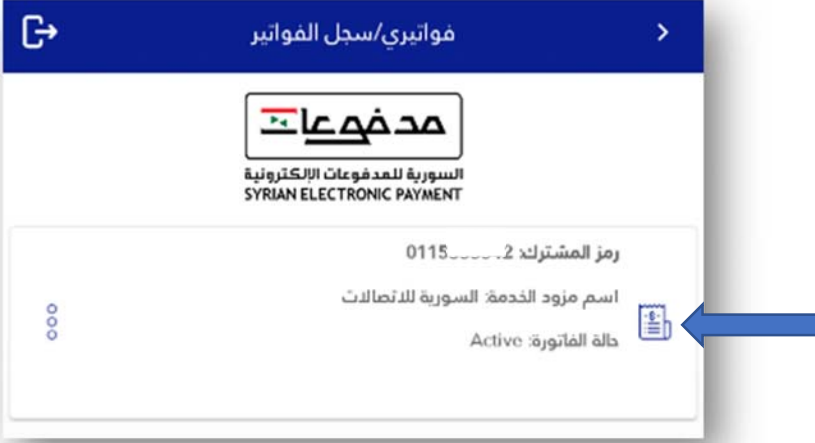 فواتيري/سجل الفواتير
مدفوعات
السورية للمدفوعات الإلكترونية
SYRIAN ELECTRONIC PAYMENT
رمز المشترك:
اسم مزود الخدمة: السورية للاتصالات
حالة الفاتورة: Active